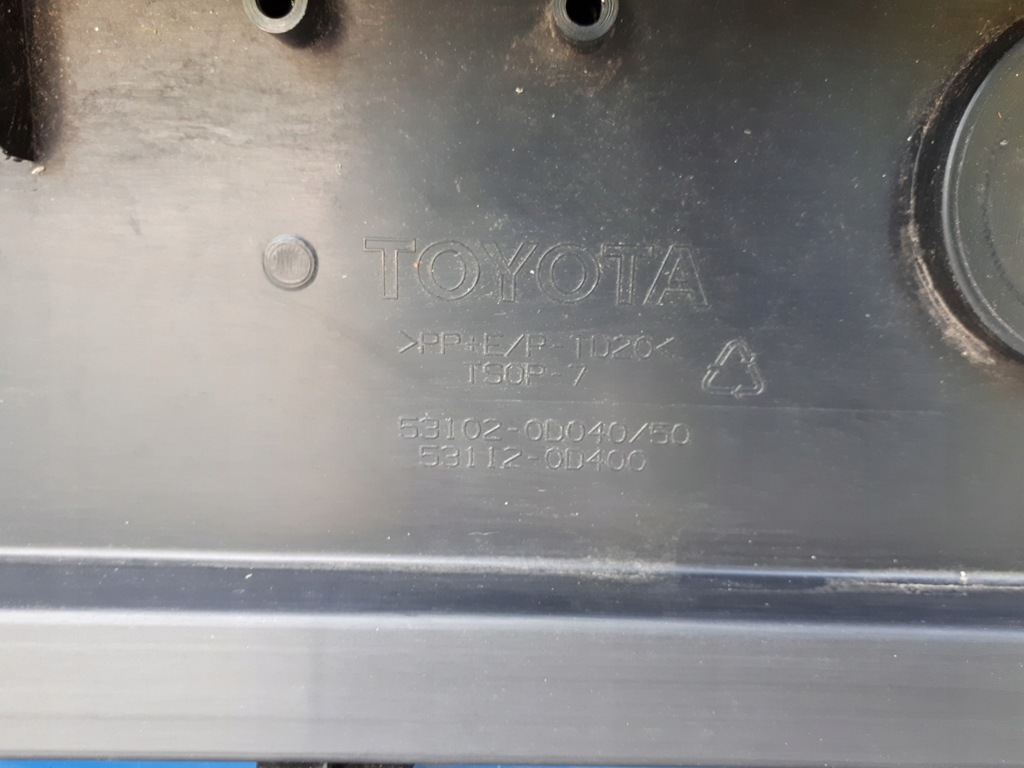 TOYOTA
>PP+E/P-TD20<
TSOP-7
53102-0D040/50
53112-0D400